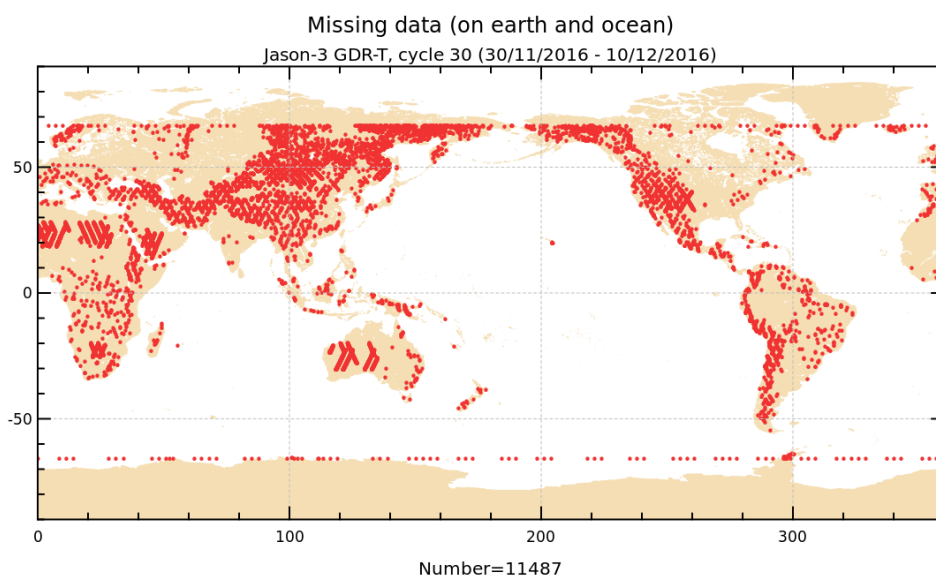 Missing data (on earth and ocean)
Jason-3 GDR-T, cycle 30 (30/11/2016 - 10/12/2016)
50
0
-50
0 100 200 300
Number=11487